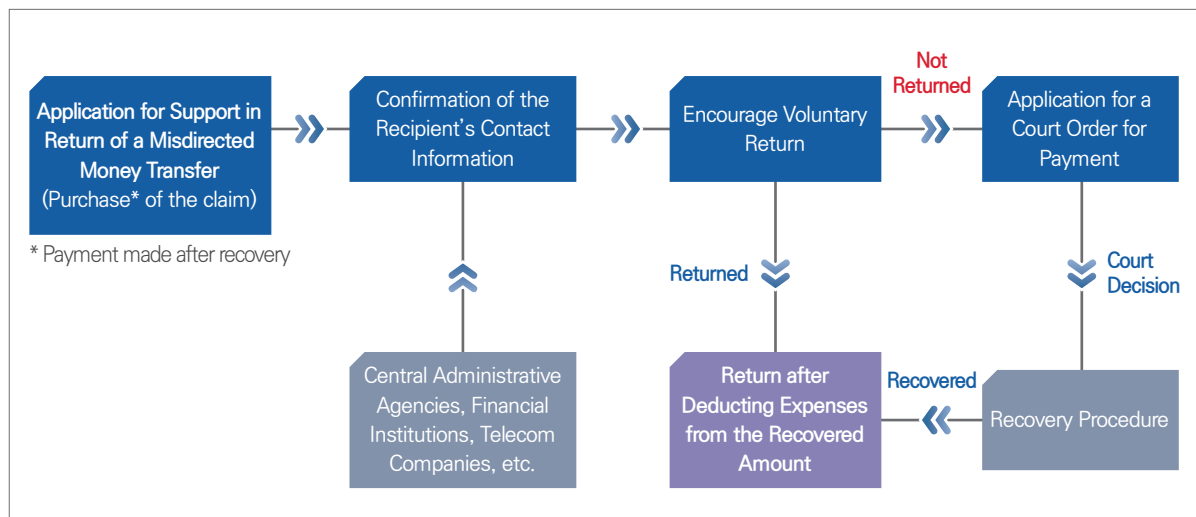 Application for Support in
Return of a Misdirected
Money Transfer
(Purchase* of the claim)
* Payment made after recovery
Confirmation of the
Recipient's Contact
Information
Encourage Voluntary
Return
Not
Returned
Application for a
Court Order for
Payment
Returned
Court
Decision
Central Administrative
Agencies, Financial
Institutions, Telecom
Companies, etc.
Return after
Deducting Expenses
from the Recovered
Amount
Recovered
Recovery Procedure